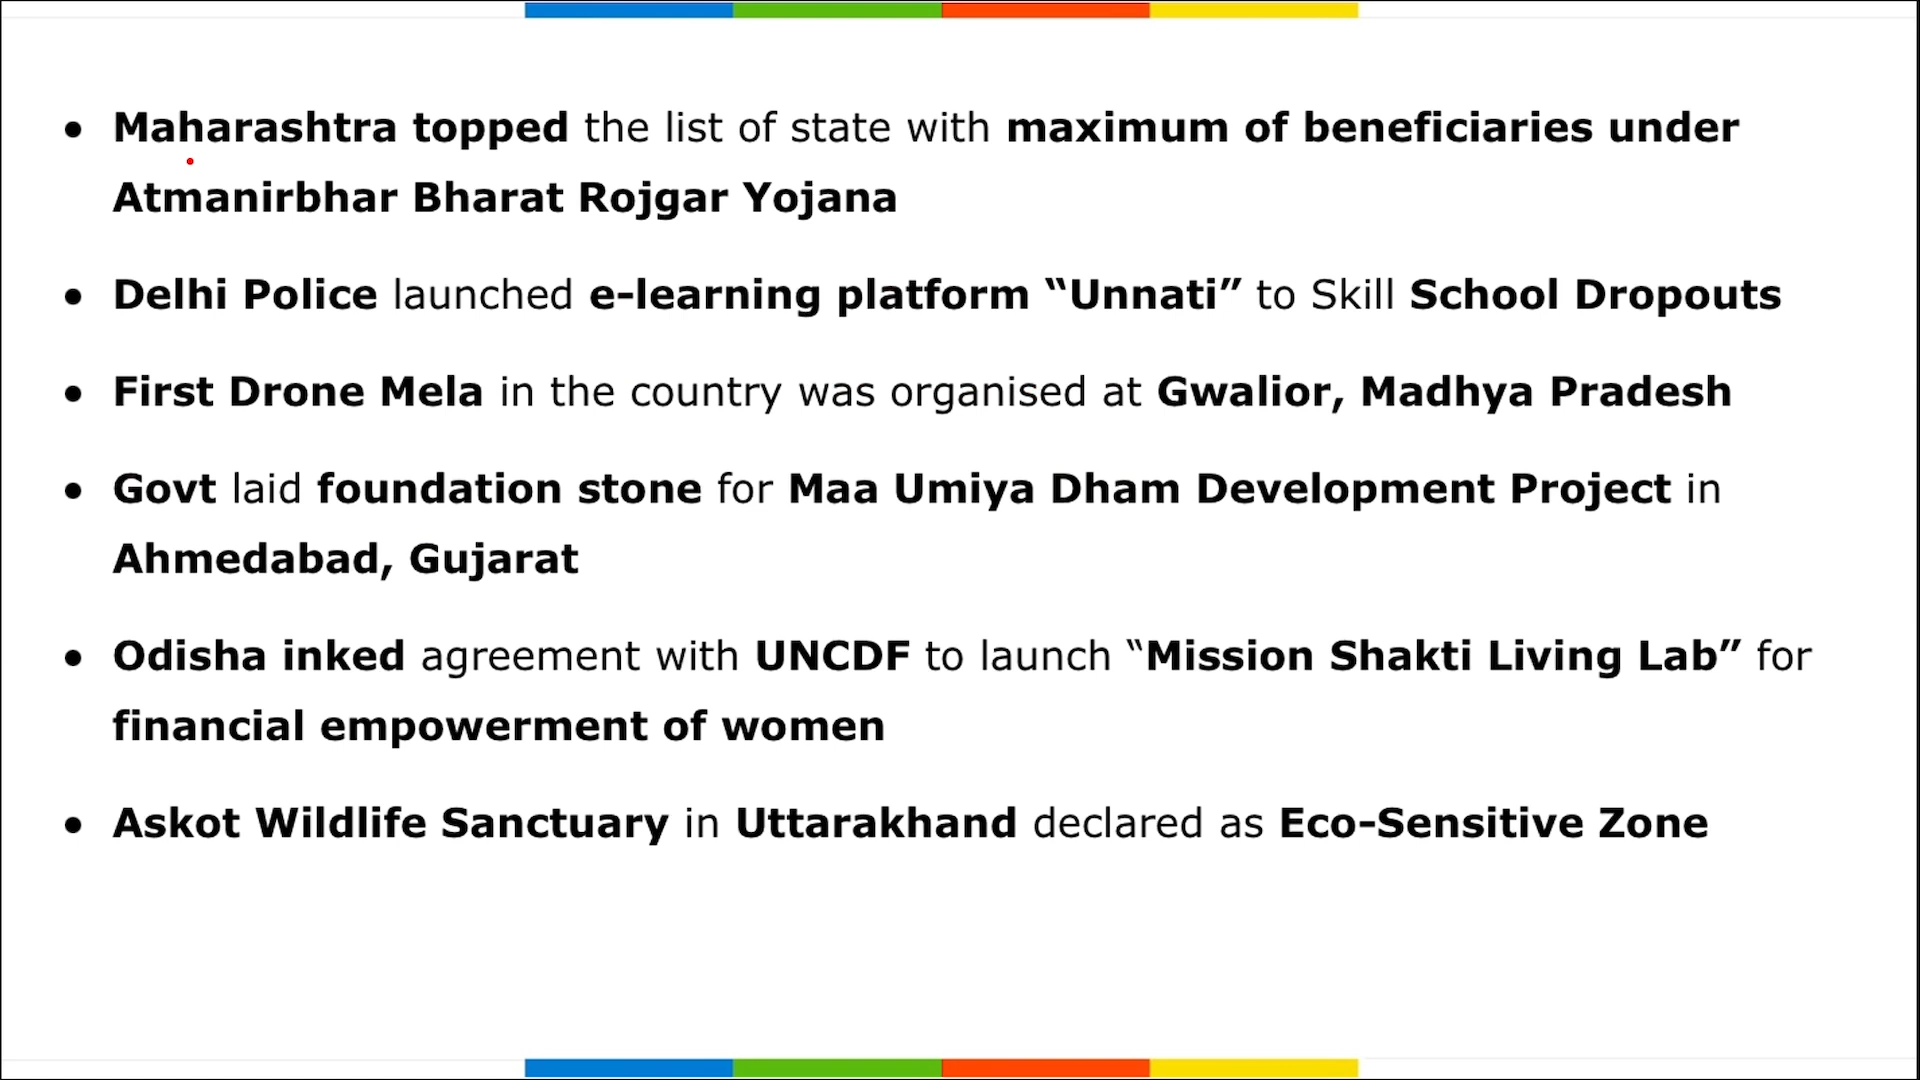 • Maharashtra topped the list of state with maximum of beneficiaries under
Atmanirbhar Bharat Rojgar Yojana
• Delhi Police launched e-learning platform “Unnati” to Skill School Dropouts
• First Drone Mela in the country was organised at Gwalior, Madhya Pradesh
• Govt laid foundation stone for Maa Umiya Dham Development Project in
Ahmedabad, Gujarat
• Odisha inked agreement with UNCDF to launch “Mission Shakti Living Lab” for
financial empowerment of women
• Askot Wildlife Sanctuary in Uttarakhand declared as Eco-Sensitive Zone